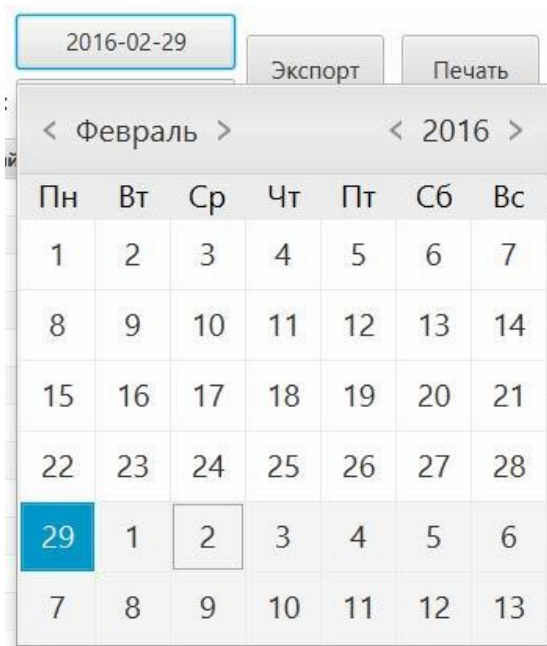 2016-02-29
Экспорт
Печать
< Февраль >
< 2016 >
Пн Вт Ср Чт Пт Сб Вс
1 2 3 4 5 6 7
8 9 10 11 12 13 14
15 16 17 18 19 20 21
22 23 24 25 26 27 28
29 1 2 3 4 5 6
7 8 9 10 11 12 13